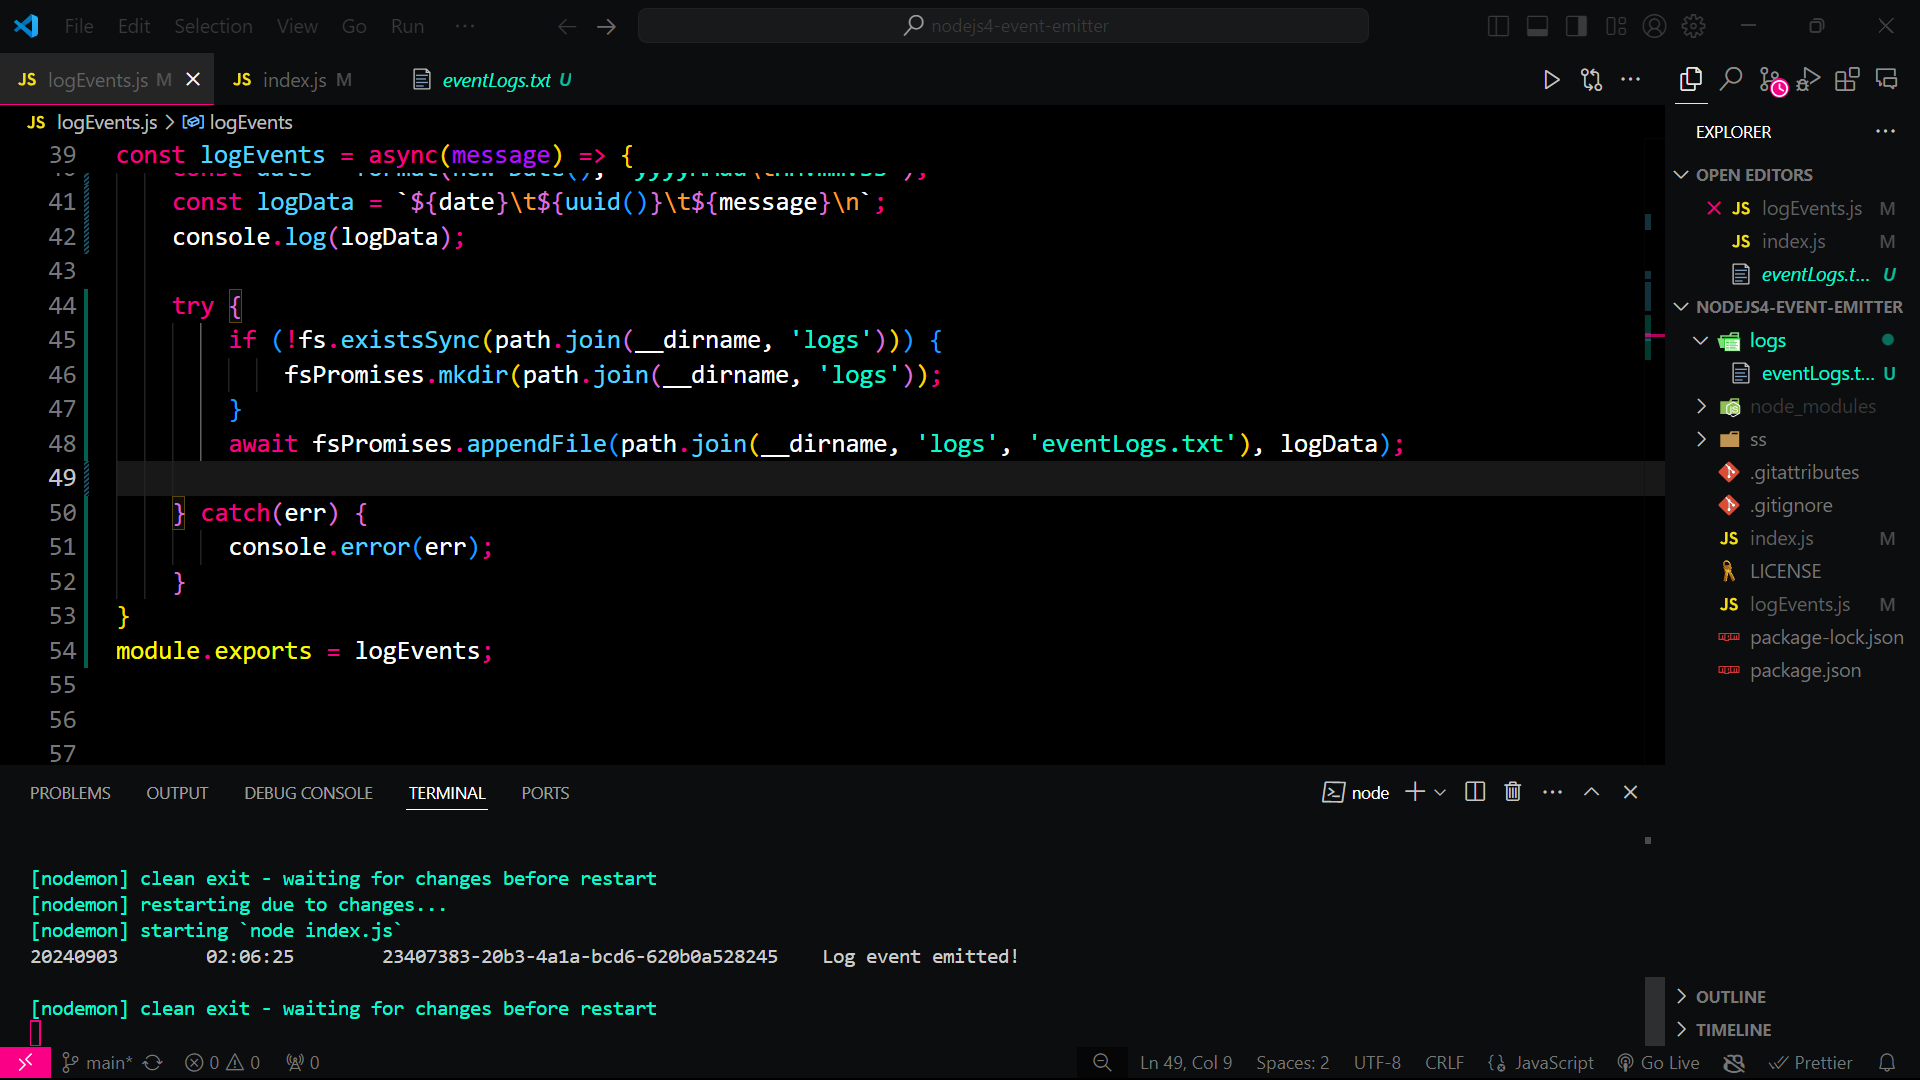 File Edit Selection View Go Run ··· nodejs4-event-emitter
JS logEvents.js M JS index.js M eventLogs.txt U
JS logEvents.js > logEvents
39 const logEvents = async(message) => {
41 const logData = `${date}\t${uuid()}\t${message}\n`;
42 console.log(logData);
43
44 try {
45 if (!fs.existsSync(path.join(__dirname, 'logs'))) {
46 fsPromises.mkdir(path.join(__dirname, 'logs'));
47 }
48 await fsPromises.appendFile(path.join(__dirname, 'logs', 'eventLogs.txt'), logData);
49
50 } catch(err) {
51 console.error(err);
52 }
53 }
54 module.exports = logEvents;
55
56
57
PROBLEMS OUTPUT DEBUG CONSOLE TERMINAL PORTS node
[nodemon] clean exit - waiting for changes before restart
[nodemon] restarting due to changes...
[nodemon] starting `node index.js`
20240903 02:06:25 23407383-20b3-4a1a-bcd6-620b0a528245 Log event emitted!
[nodemon] clean exit - waiting for changes before restart
EXPLORER
OPEN EDITORS
JS logEvents.js M
JS index.js M
eventLogs.t... U
NODEJS4-EVENT-EMITTER
logs
eventLogs.t... U
node_modules
ss
.gitattributes
.gitignore
JS index.js M
LICENSE
JS logEvents.js M
package-lock.json
package.json
OUTLINE
TIMELINE
main* 0 0 0 Ln 49, Col 9 Spaces: 2 UTF-8 CRLF JavaScript Go Live Prettier